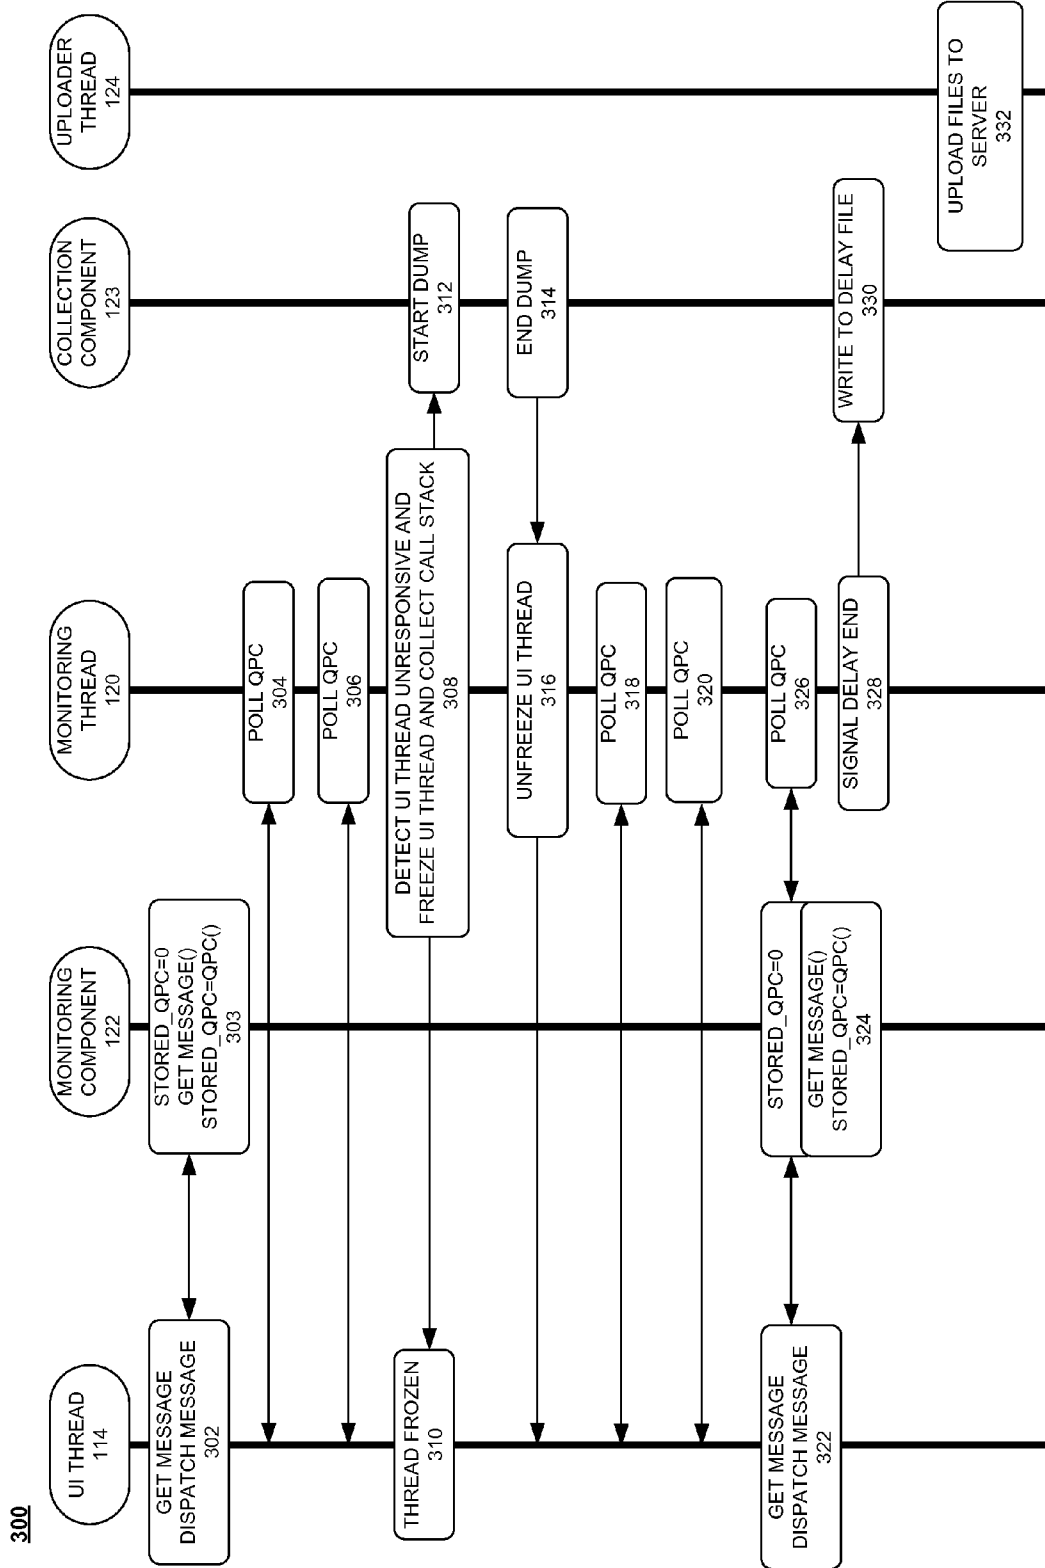 300
UI THREAD
114
MONITORING
COMPONENT
122
MONITORING
THREAD
120
COLLECTION
COMPONENT
123
UPLOADER
THREAD
124
GET MESSAGE
DISPATCH MESSAGE
302
STORED_QPC=0
GET MESSAGE()
STORED_QPC=QPC()
303
POLL QPC
304
POLL QPC
306
DETECT UI THREAD UNRESPONSIVE AND
FREEZE UI THREAD AND COLLECT CALL STACK
308
THREAD FROZEN
310
START DUMP
312
END DUMP
314
UNFREEZE UI THREAD
316
POLL QPC
318
POLL QPC
320
GET MESSAGE
DISPATCH MESSAGE
322
STORED_QPC=0
GET MESSAGE()
STORED_QPC=QPC()
324
POLL QPC
326
SIGNAL DELAY END
328
WRITE TO DELAY FILE
330
UPLOAD FILES TO
SERVER
332